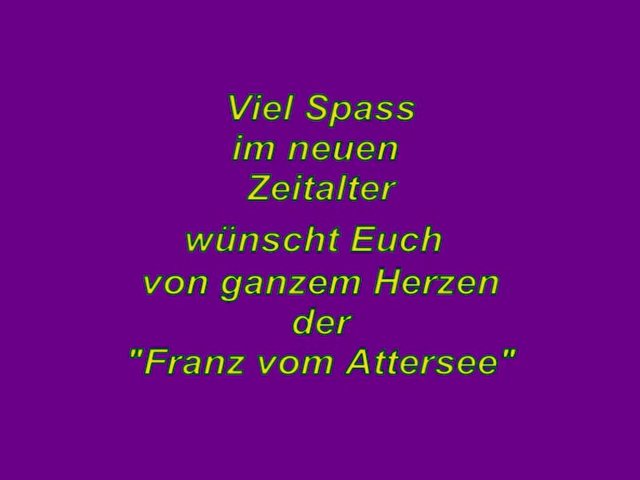 Viel Spass
im neuen
Zeitalter
wünscht Euch
von ganzem Herzen
der
"Franz vom Attersee"